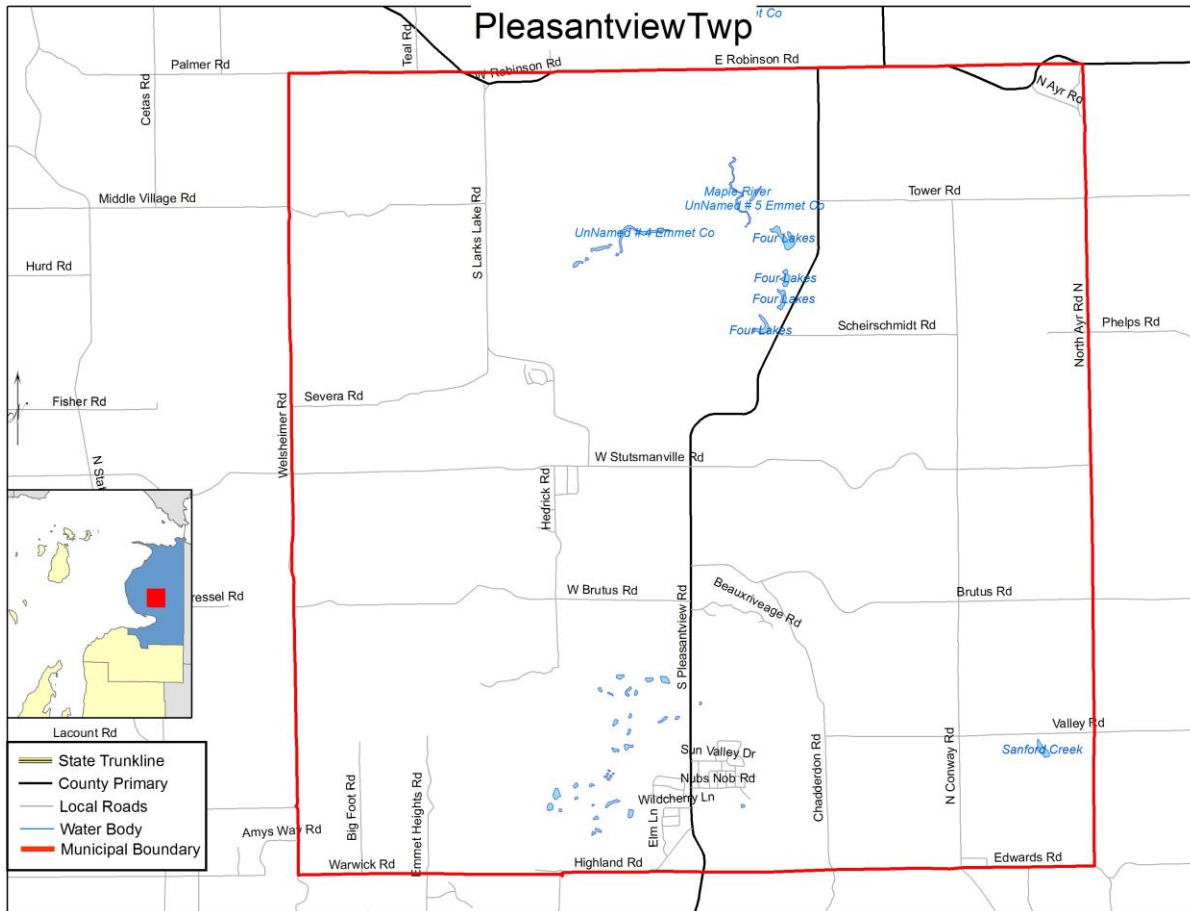 PleasantviewTwp
et Co
Teal Rd
Palmer Rd
W Robinson Rd
E Robinson Rd
N Ayr Rd
Cetas Rd
Middle Village Rd
S Larks Lake Rd
Maple River
UnNamed # 5 Emmet Co
Tower Rd
UnNamed # 4 Emmet Co
Four Lakes
Hurd Rd
Four Lakes
Four Lakes
Four Lakes
Scheirschmidt Rd
North Ayr Rd N
Phelps Rd
Fisher Rd
Severa Rd
Welsheimer Rd
N Stat
W Stutsmanville Rd
Hedrick Rd
ressel Rd
W Brutus Rd
S Pleasantview Rd
Beauxriveage Rd
Brutus Rd
Lacount Rd
Valley Rd
Sanford Creek
Sun Valley Dr
Nubs Nob Rd
Wildcherry Ln
Elm Ln
Chadderdon Rd
N Conway Rd
Big Foot Rd
Emmet Heights Rd
Amys Way Rd
Warwick Rd
Highland Rd
Edwards Rd
State Trunkline
County Primary
Local Roads
Water Body
Municipal Boundary